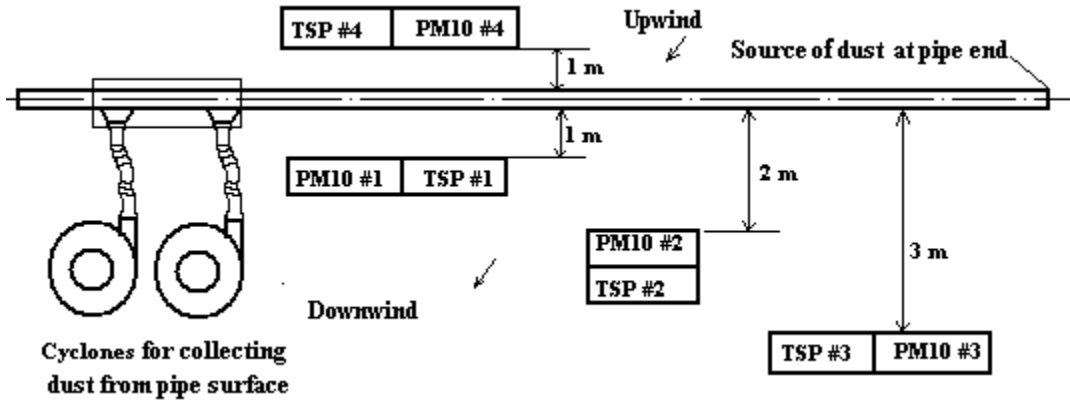 TSP #4 PM10 #4
Upwind
Source of dust at pipe end
1 m
1 m
PM10 #1 TSP #1
2 m
PM10 #2
TSP #2
3 m
Downwind
TSP #3 PM10 #3
Cyclones for collecting
dust from pipe surface